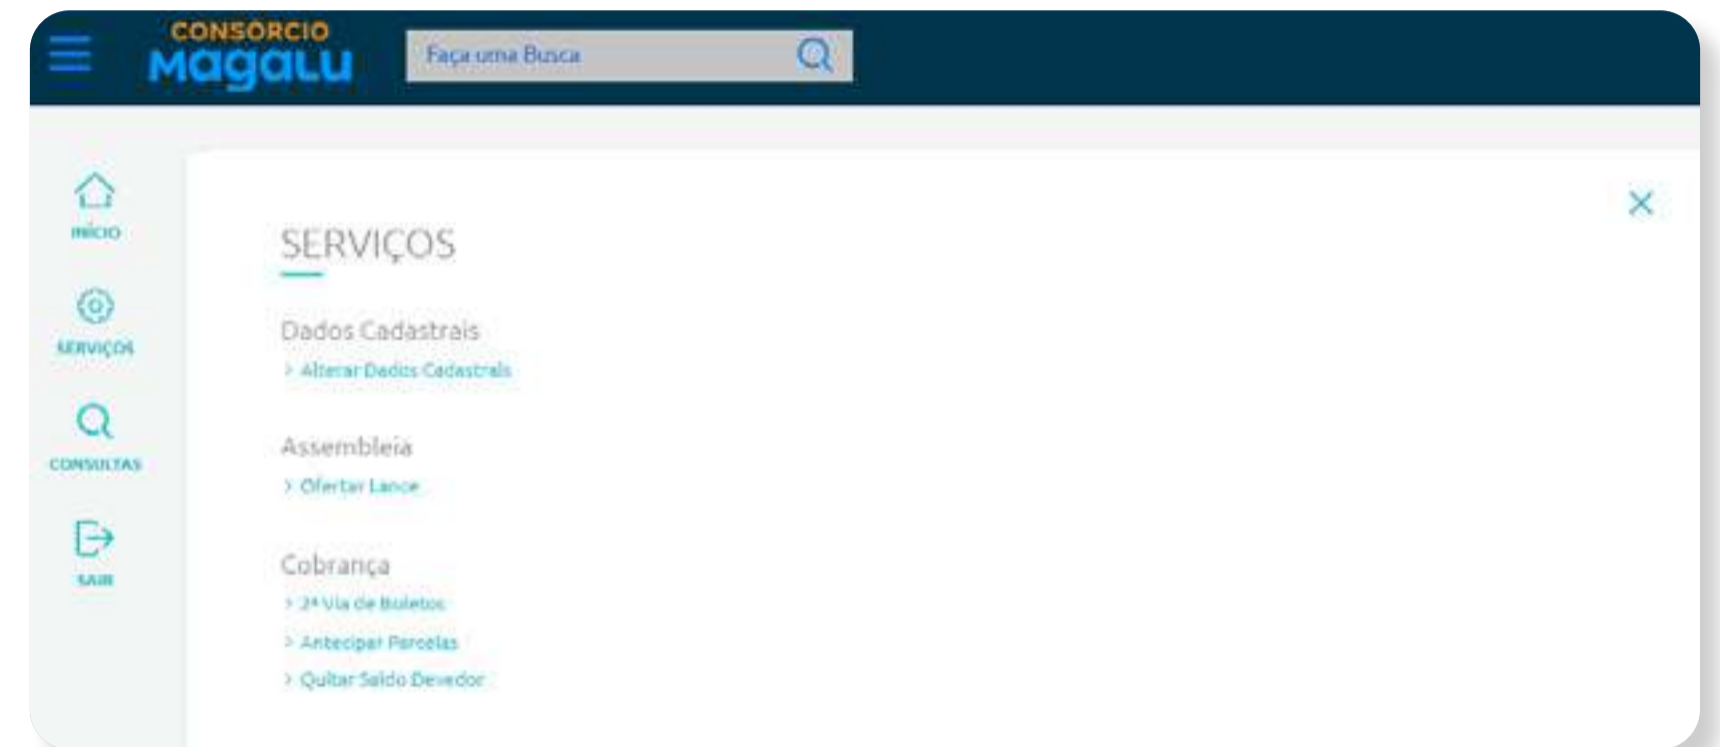 CONSÓRCIO
Magalu
Faça uma Busca
INÍCIO
SERVIÇOS
CONSULTAS
SAIR
SERVIÇOS
Dados Cadastrais
> Alterar Dados Cadastrais
Assembleia
> Ofertar Lance
Cobrança
> 2ª Via de Boletos
> Antecipar Parcelas
> Quitar Saldo Devedor